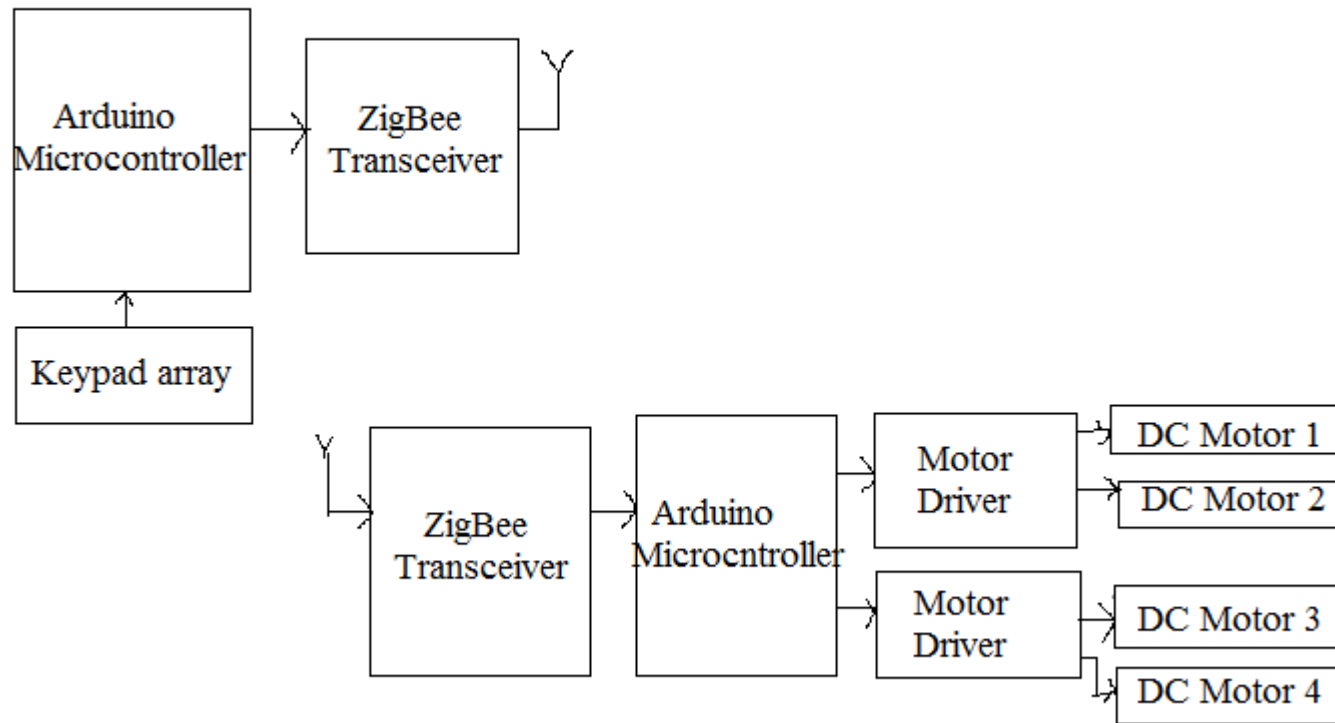 Arduino
Microcontroller
ZigBee
Transceiver
Keypad array
ZigBee
Transceiver
Arduino
Microcntroller
Motor
Driver
DC Motor 1
DC Motor 2
Motor
Driver
DC Motor 3
DC Motor 4